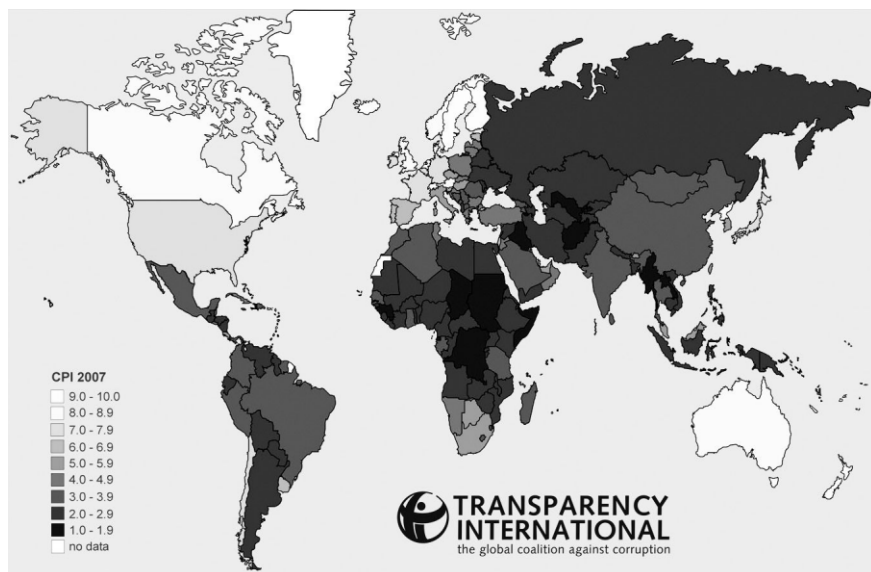 CPI 2007
9.0 - 10.0
8.0 - 8.9
7.0 - 7.9
6.0 - 6.9
5.0 - 5.9
4.0 - 4.9
3.0 - 3.9
2.0 - 2.9
1.0 - 1.9
no data
TRANSPARENCY
INTERNATIONAL
the global coalition against corruption